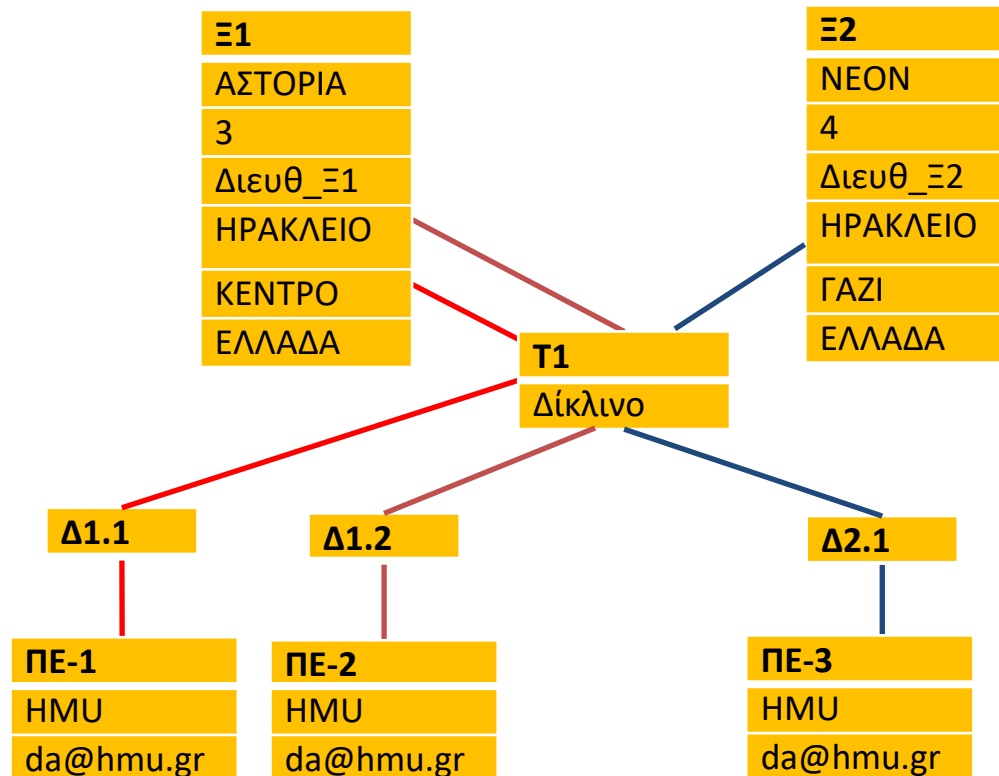 Ξ1
ΑΣΤΟΡΙΑ
3
Διευθ_Ξ1
ΗΡΑΚΛΕΙΟ
ΚΕΝΤΡΟ
ΕΛΛΑΔΑ
Ξ2
ΝΕΟΝ
4
Διευθ_Ξ2
ΗΡΑΚΛΕΙΟ
ΓΑΖΙ
ΕΛΛΑΔΑ
Τ1
Δίκλινο
Δ1.1
Δ1.2
Δ2.1
ΠΕ-1
HMU
da@hmu.gr
ΠΕ-2
HMU
da@hmu.gr
ΠΕ-3
HMU
da@hmu.gr